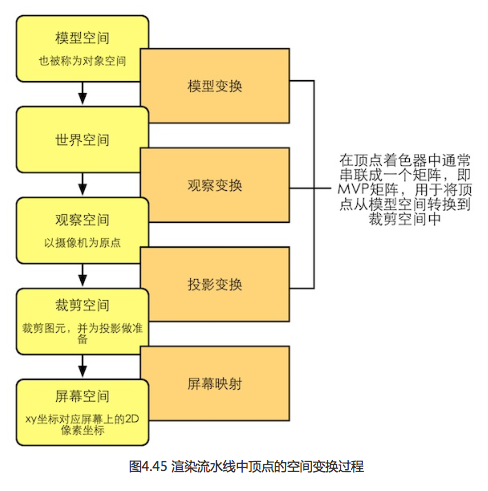 模型空间
也被称为对象空间
模型变换
世界空间
观察变换
观察空间
以摄像机为原点
投影变换
裁剪空间
裁剪图元，并为投影做准
备
屏幕映射
屏幕空间
xy坐标对应屏幕上的2D
像素坐标
在顶点着色器中通常
串联成一个矩阵，即
MVP矩阵，用于将顶
点从模型空间转换到
裁剪空间中
图4.45 渲染流水线中顶点的空间变换过程